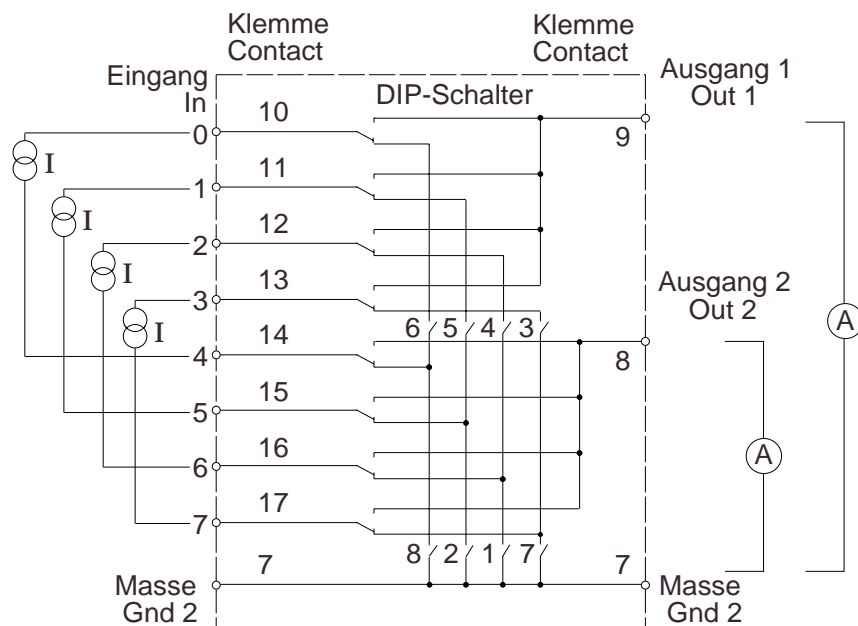 Klemme
Contact
Klemme
Contact
Eingang
In
DIP-Schalter
Ausgang 1
Out 1
0
10
9
I
1
11
I
2
12
I
3
13
I
Ausgang 2
Out 2
6 5 4 3
4
14
8
A
5
15
A
6
16
7
17
8 2 1 7
7
7
Masse
Gnd 2
Masse
Gnd 2